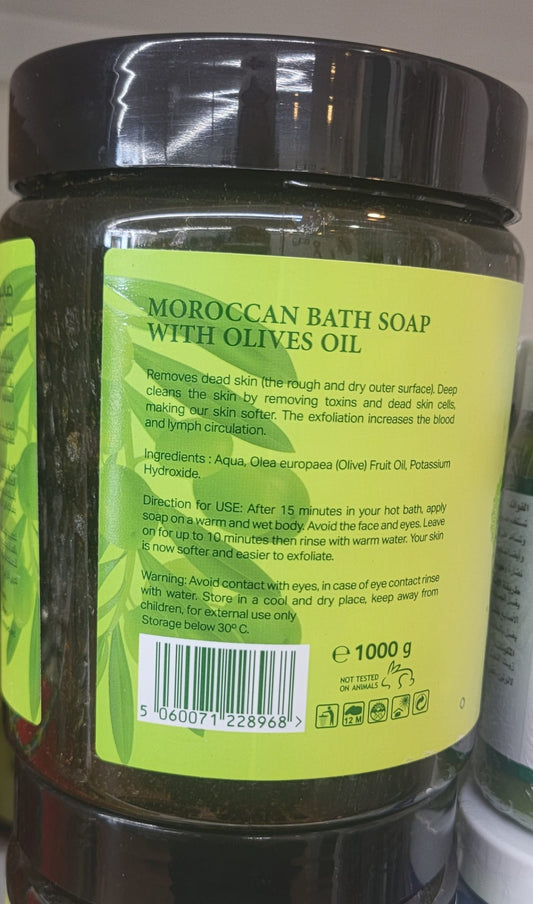 MOROCCAN BATH SOAP
WITH OLIVES OIL
Removes dead skin (the rough and dry outer surface). Deep
cleans the skin by removing toxins and dead skin cells,
making our skin softer. The exfoliation increases the blood
and lymph circulation.
Ingredients : Aqua, Olea europaea (Olive) Fruit Oil, Potassium
Hydroxide.
Direction for USE: After 15 minutes in your hot bath, apply
soap on a warm and wet body. Avoid the face and eyes. Leave
on for up to 10 minutes then rinse with warm water. Your skin
is now softer and easier to exfoliate.
Warning: Avoid contact with eyes, in case of eye contact rinse
with water. Store in a cool and dry place, keep away from
children, for external use only
Storage below 30º C.
℮ 1000 g
NOT TESTED
ON ANIMALS
12 M
5 060071 228968 >